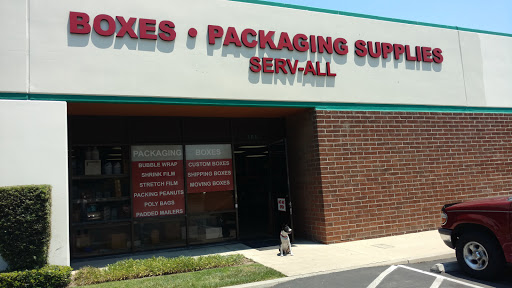 BOXES • PACKAGING SUPPLIES
SERV-ALL
PACKAGING
BUBBLE WRAP
SHRINK FILM
STRETCH FILM
PACKING PEANUTS
POLY BAGS
PADDED MAILERS
BOXES
CUSTOM BOXES
SHIPPING BOXES
MOVING BOXES